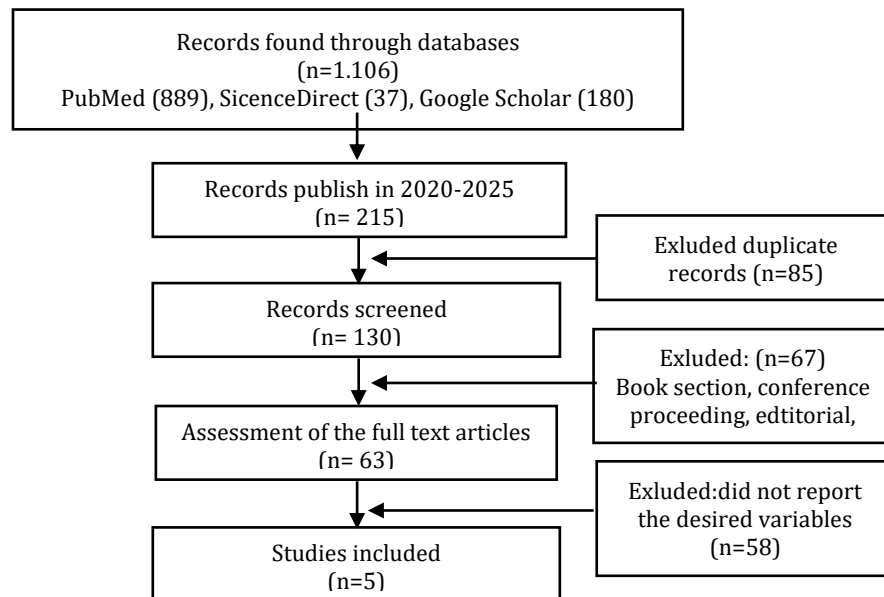 Records found through databases
(n=1.106)
PubMed (889), SicenceDirect (37), Google Scholar (180)
Records publish in 2020-2025
(n= 215)
Exluded duplicate
records (n=85)
Records screened
(n= 130)
Exluded: (n=67)
Book section, conference
proceeding, edtitorial,
Assessment of the full text articles
(n= 63)
Exluded:did not report
the desired variables
(n=58)
Studies included
(n=5)